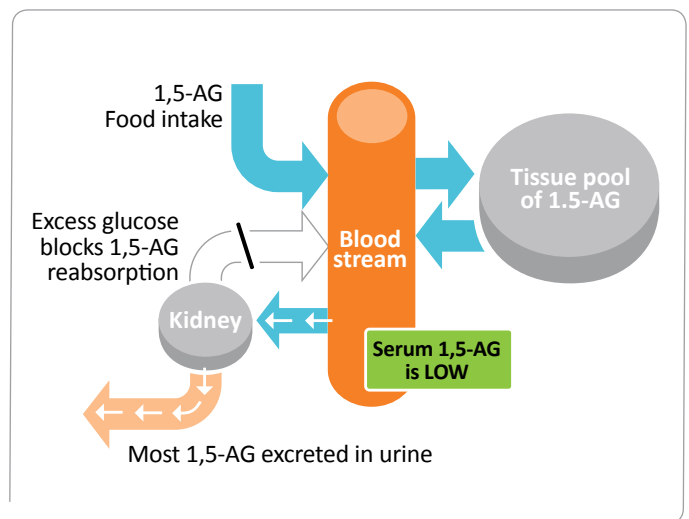 1,5-AG
Food intake
Tissue pool
of 1.5-AG
Excess glucose
blocks 1,5-AG
reabsorption
Blood
stream
Kidney
Serum 1,5-AG
is LOW
Most 1,5-AG excreted in urine